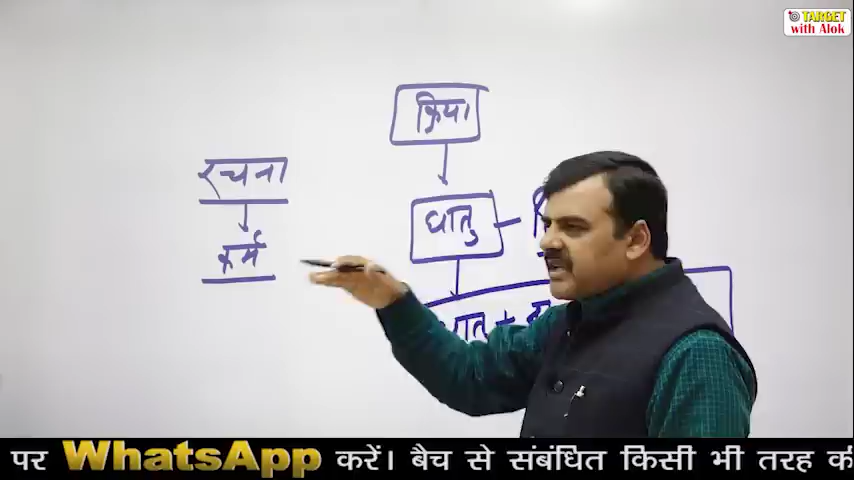 TARGET
with Alok
क्रिया
रचना
धातु -
कर्म
पर WhatsApp करें। बैच से संबंधित किसी भी तरह की